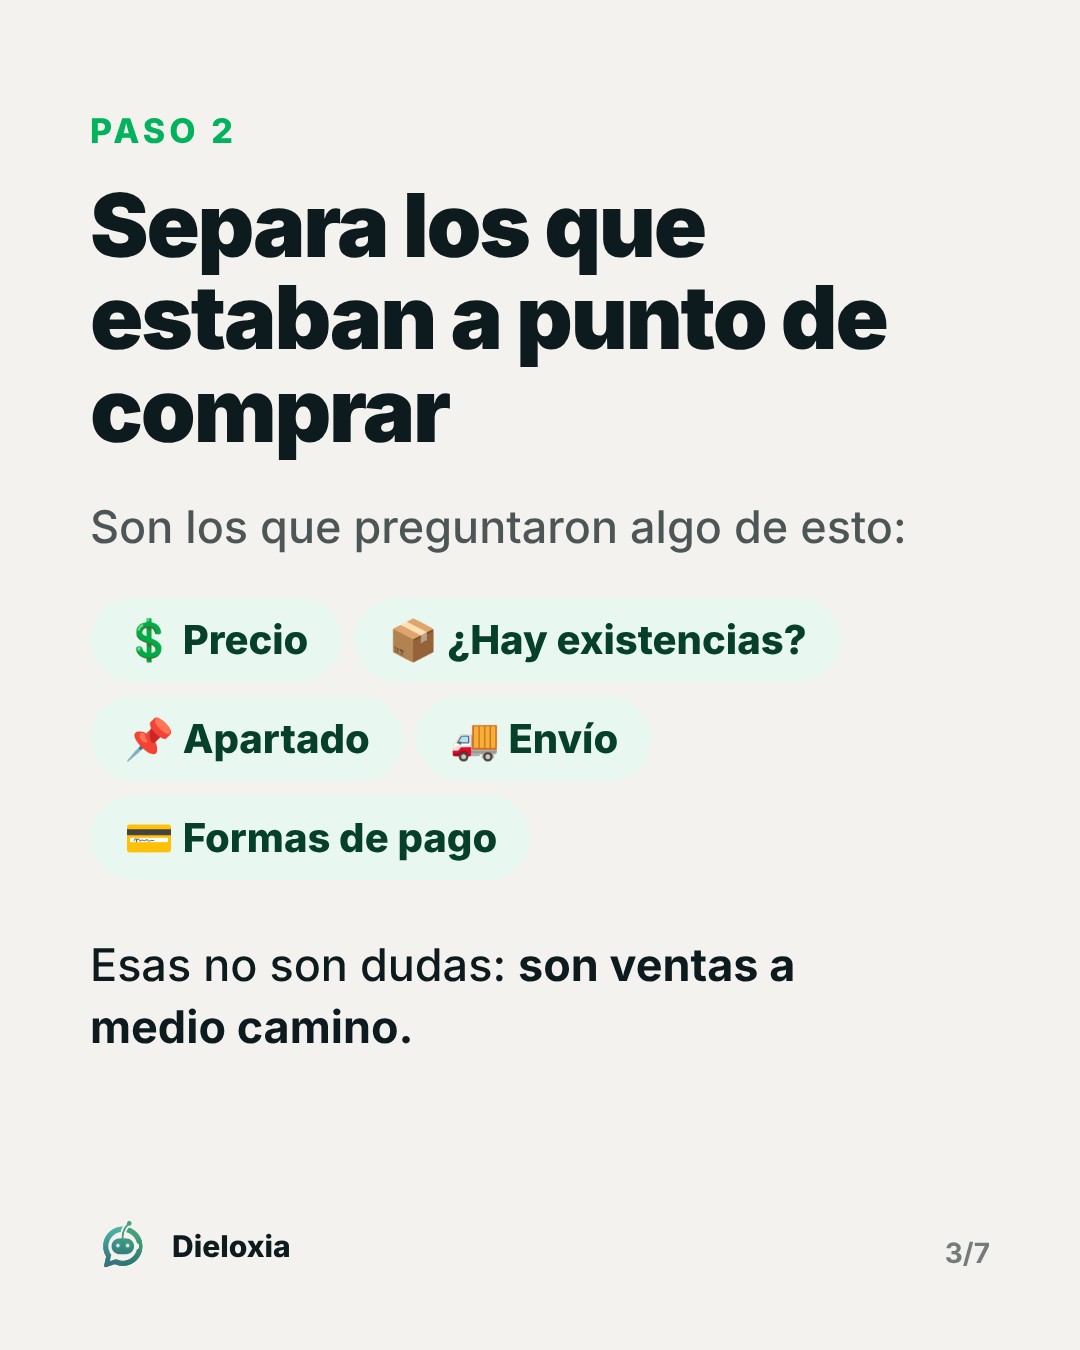 PASO 2
Separa los que
estaban a punto de
comprar
Son los que preguntaron algo de esto:
💲 Precio
📦 ¿Hay existencias?
📌 Apartado
🚚 Envío
💳 Formas de pago
Esas no son dudas: son ventas a
medio camino.
Dieloxia
3/7